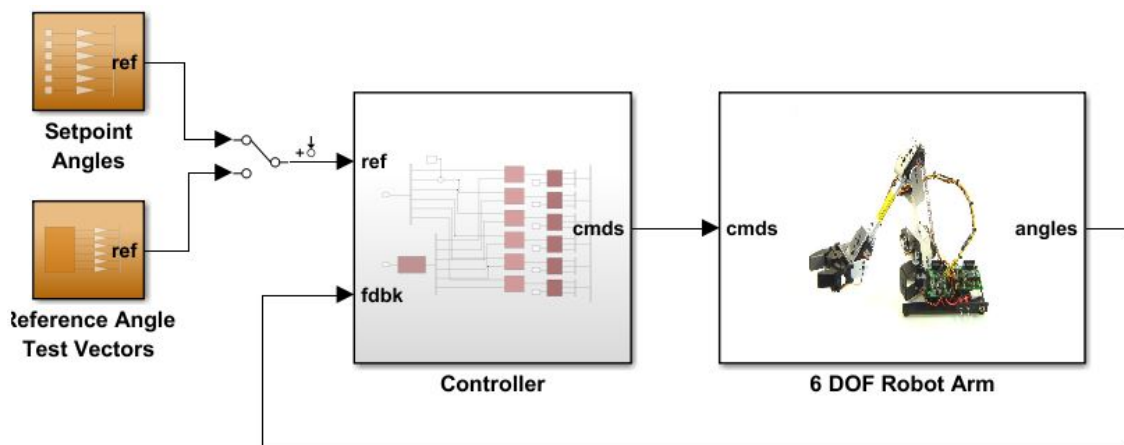 ref
Setpoint
Angles
+
ref
cmds
cmds
angles
ref
fdbk
Reference Angle
Test Vectors
Controller
6 DOF Robot Arm